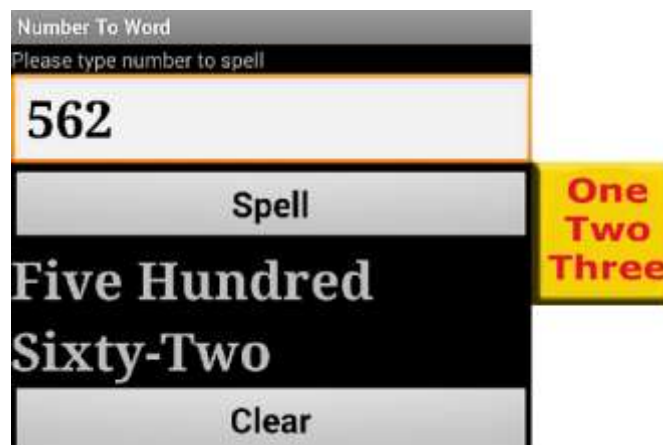 Number To Word
Please type number to spell
562
Spell
One
Two
Three
Five Hundred
Sixty-Two
Clear